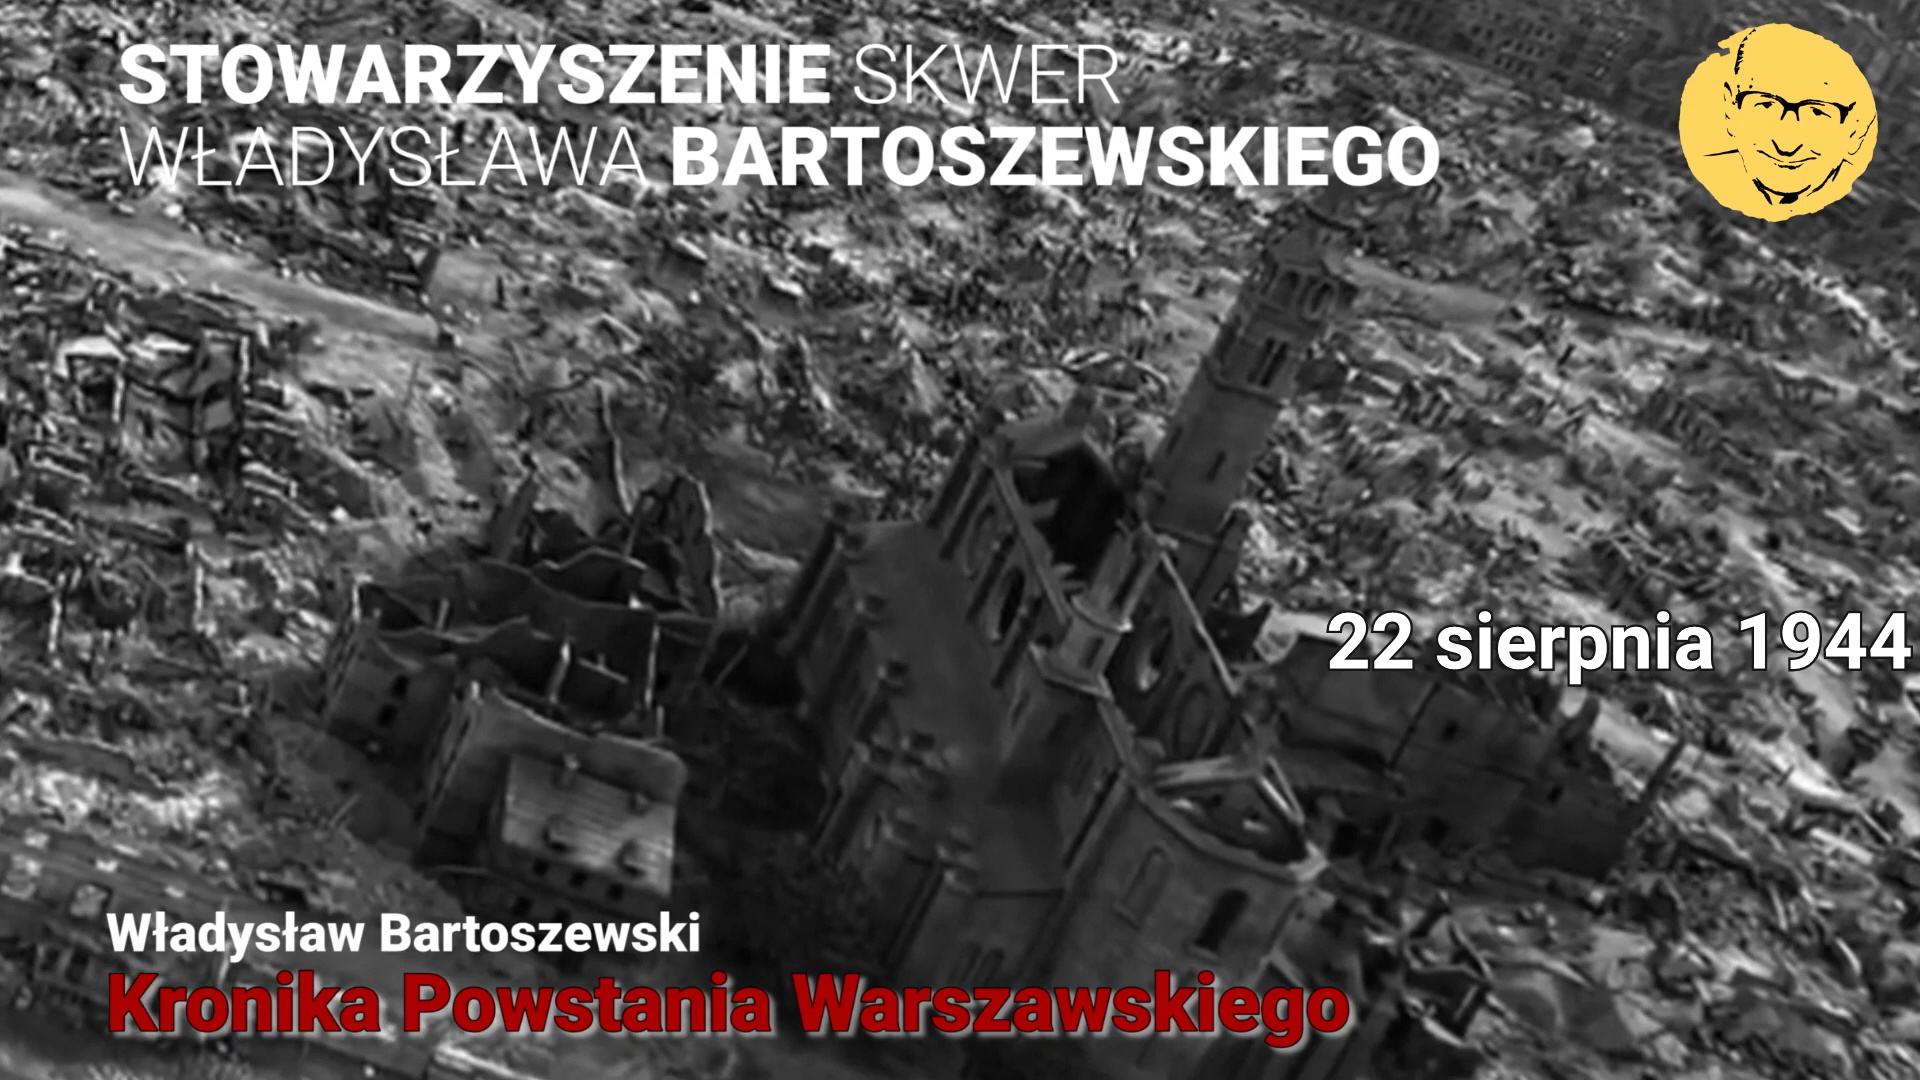 STOWARZYSZENIE SKWER
WŁADYSŁAWA BARTOSZEWSKIEGO
22 sierpnia 1944
Władysław Bartoszewski
Kronika Powstania Warszawskiego